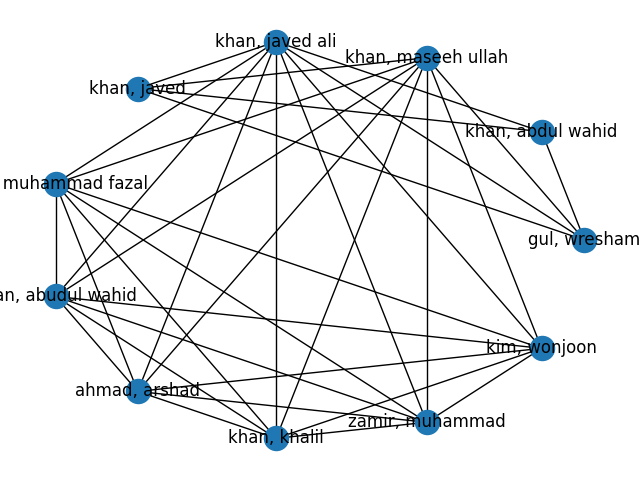 khan, javed ali
khan, maseeh ullah
khan, javed
khan, abdul wahid
muhammad fazal
gul, wresham
an, abudul wahid
kim, wonjoon
ahmad, arshad
zamir, muhammad
khan, khalil